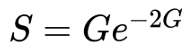 S = Ge^{-2G}